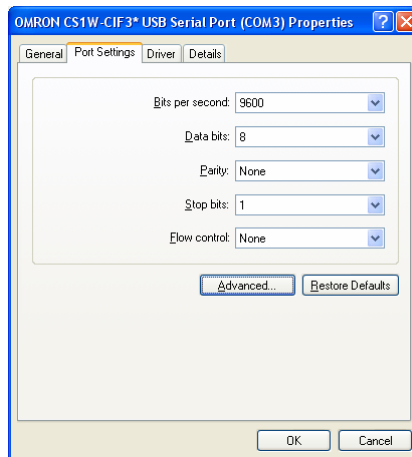 OMRON CS1W-CIF3* USB Serial Port (COM3) Properties
General Port Settings Driver Details
Bits per second: 9600
Data bits: 8
Parity: None
Stop bits: 1
Flow control: None
Advanced... Restore Defaults
OK Cancel